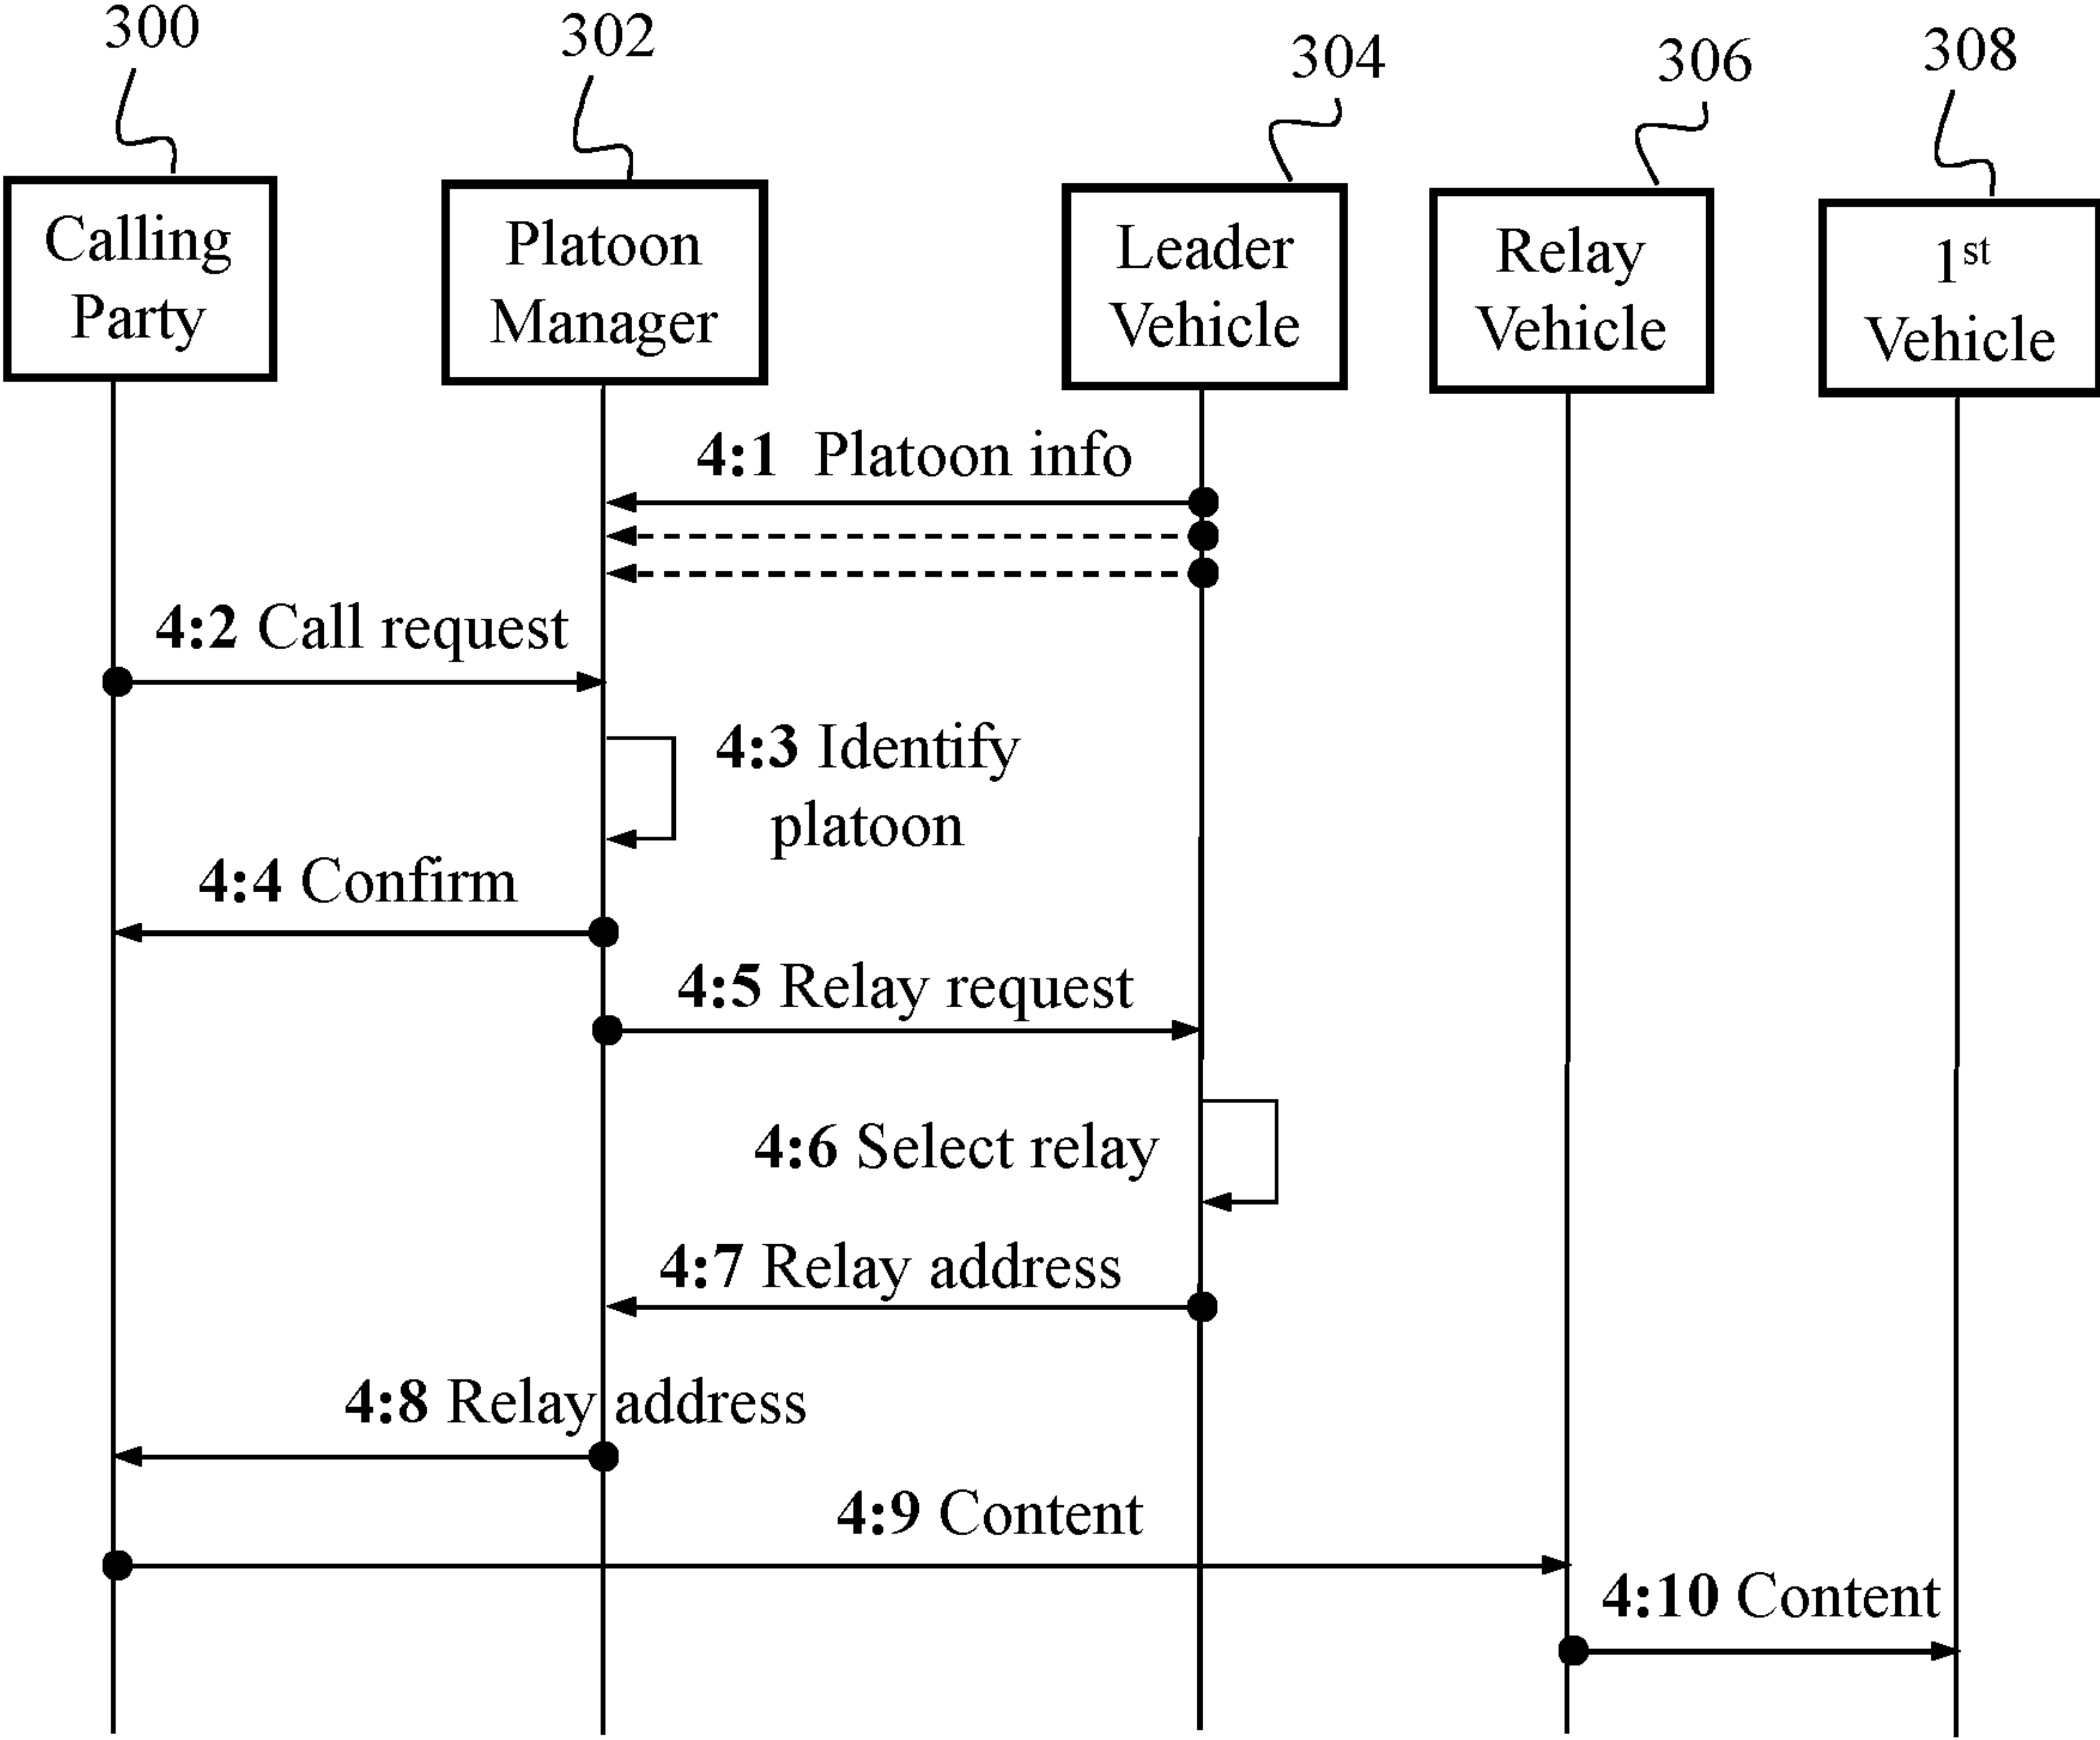 300
302
304
306
308
Calling
Party
Platoon
Manager
Leader
Vehicle
Relay
Vehicle
1st
Vehicle
4:1 Platoon info
4:2 Call request
4:3 Identify
platoon
4:4 Confirm
4:5 Relay request
4:6 Select relay
4:7 Relay address
4:8 Relay address
4:9 Content
4:10 Content